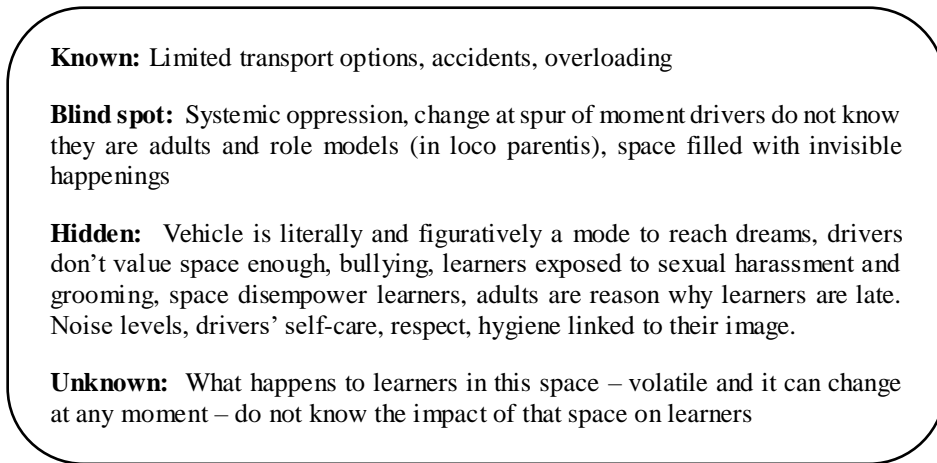 Known: Limited transport options, accidents, overloading
Blind spot: Systemic oppression, change at spur of moment drivers do not know
they are adults and role models (in loco parentis), space filled with invisible
happenings
Hidden: Vehicle is literally and figuratively a mode to reach dreams, drivers
don’t value space enough, bullying, learners exposed to sexual harassment and
grooming, space disempower learners, adults are reason why learners are late.
Noise levels, drivers’ self-care, respect, hygiene linked to their image.
Unknown: What happens to learners in this space – volatile and it can change
at any moment – do not know the impact of that space on learners